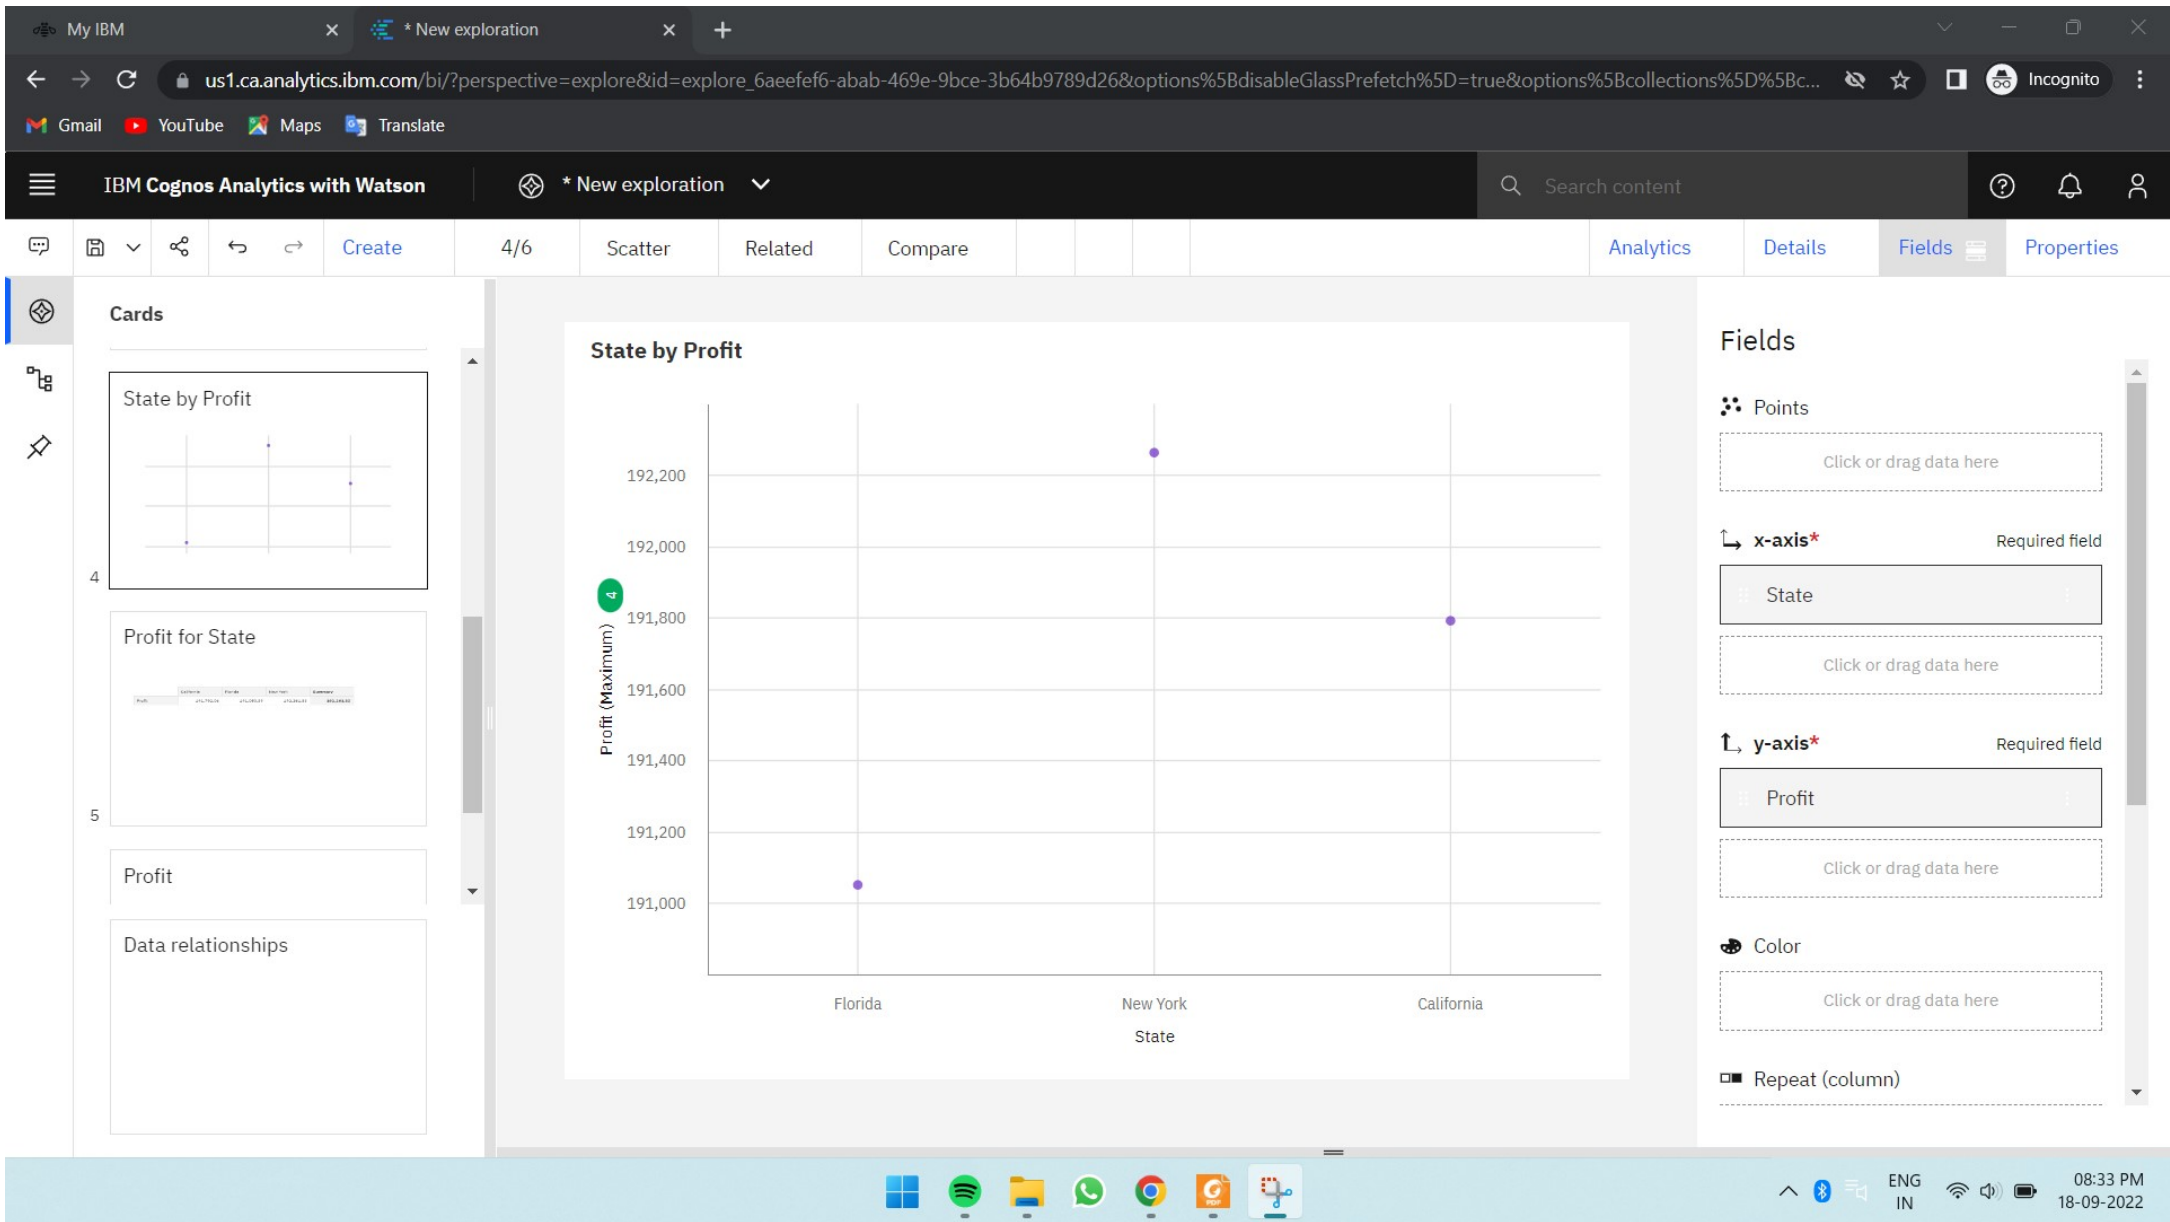 My IBM
* New exploration
us1.ca.analytics.ibm.com/bi/?perspective=explore&id=explore_6aeefef6-abab-469e-9bce-3b64b9789d26&options%5BdisableGlassPrefetch%5D=true&options%5Bcollections%5D%5Bc...
Incognito
Gmail
YouTube
Maps
Translate
IBM Cognos Analytics with Watson
* New exploration
Search content
Create
4/6
Scatter
Related
Compare
Analytics
Details
Fields
Properties
Cards
State by Profit
4
Profit for State
5
Profit
Data relationships
State by Profit
192,200
192,000
191,800
191,600
191,400
191,200
191,000
Profit (Maximum)
4
Florida
New York
California
State
Fields
Points
Click or drag data here
x-axis*
Required field
State
Click or drag data here
y-axis*
Required field
Profit
Click or drag data here
Color
Click or drag data here
Repeat (column)
ENG
IN
08:33 PM
18-09-2022